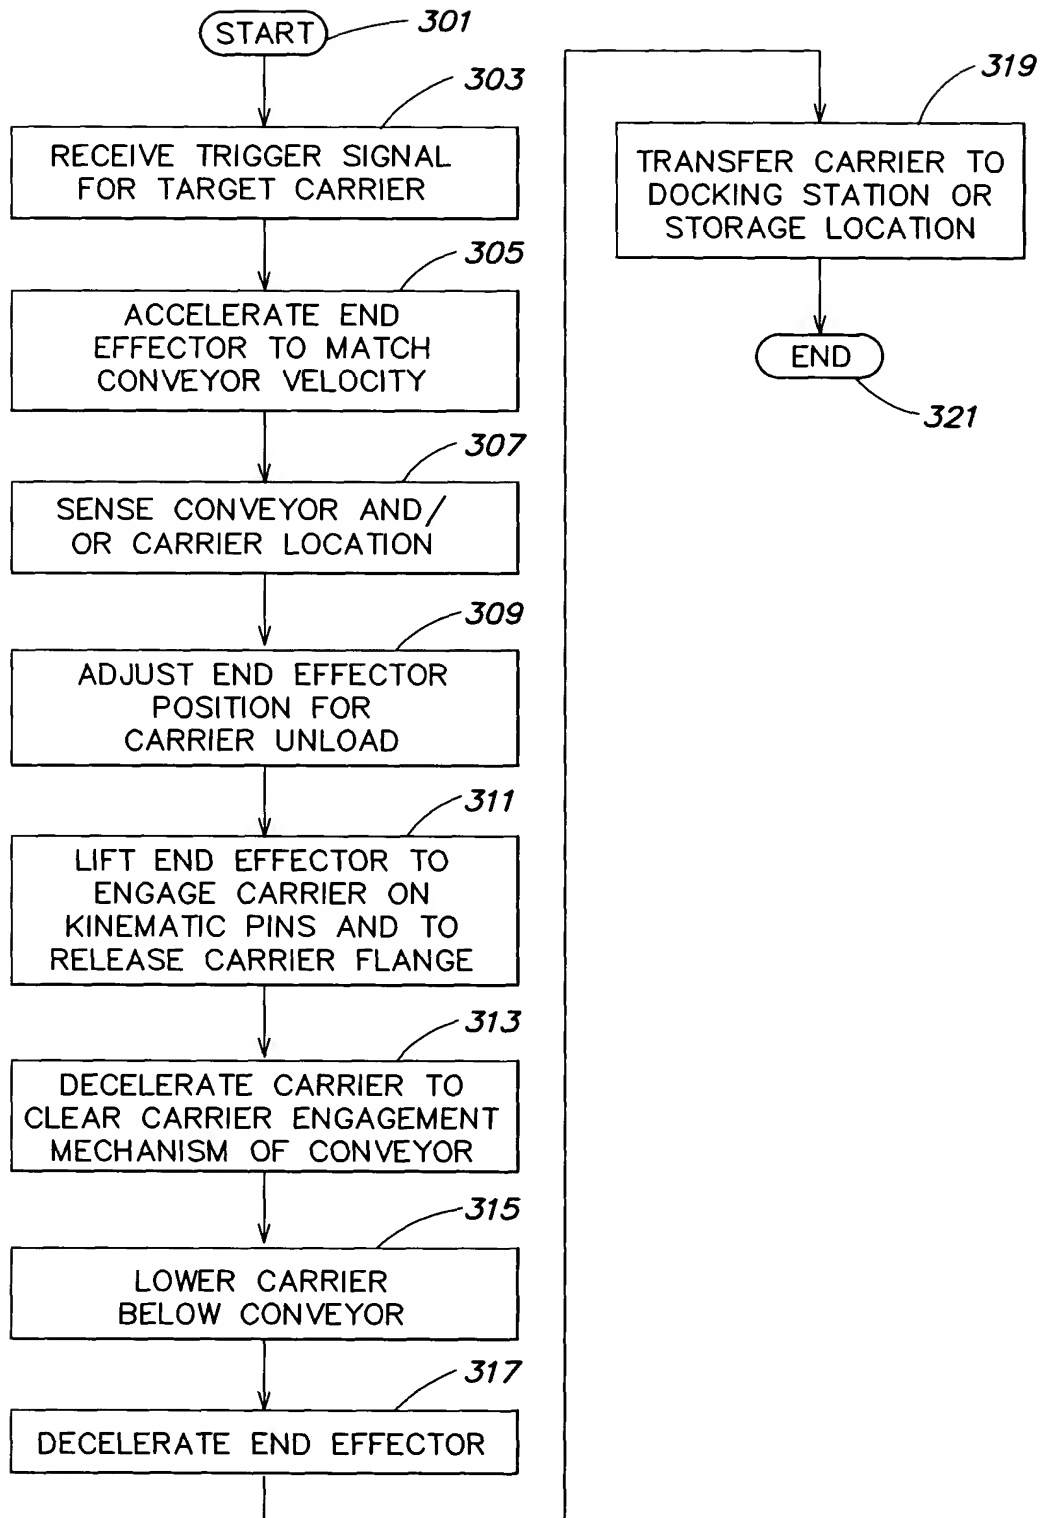 START
301
303
RECEIVE TRIGGER SIGNAL
FOR TARGET CARRIER
305
ACCELERATE END
EFFECTOR TO MATCH
CONVEYOR VELOCITY
307
SENSE CONVEYOR AND/
OR CARRIER LOCATION
309
ADJUST END EFFECTOR
POSITION FOR
CARRIER UNLOAD
311
LIFT END EFFECTOR TO
ENGAGE CARRIER ON
KINEMATIC PINS AND TO
RELEASE CARRIER FLANGE
313
DECELERATE CARRIER TO
CLEAR CARRIER ENGAGEMENT
MECHANISM OF CONVEYOR
315
LOWER CARRIER
BELOW CONVEYOR
317
DECELERATE END EFFECTOR
319
TRANSFER CARRIER TO
DOCKING STATION OR
STORAGE LOCATION
END
321